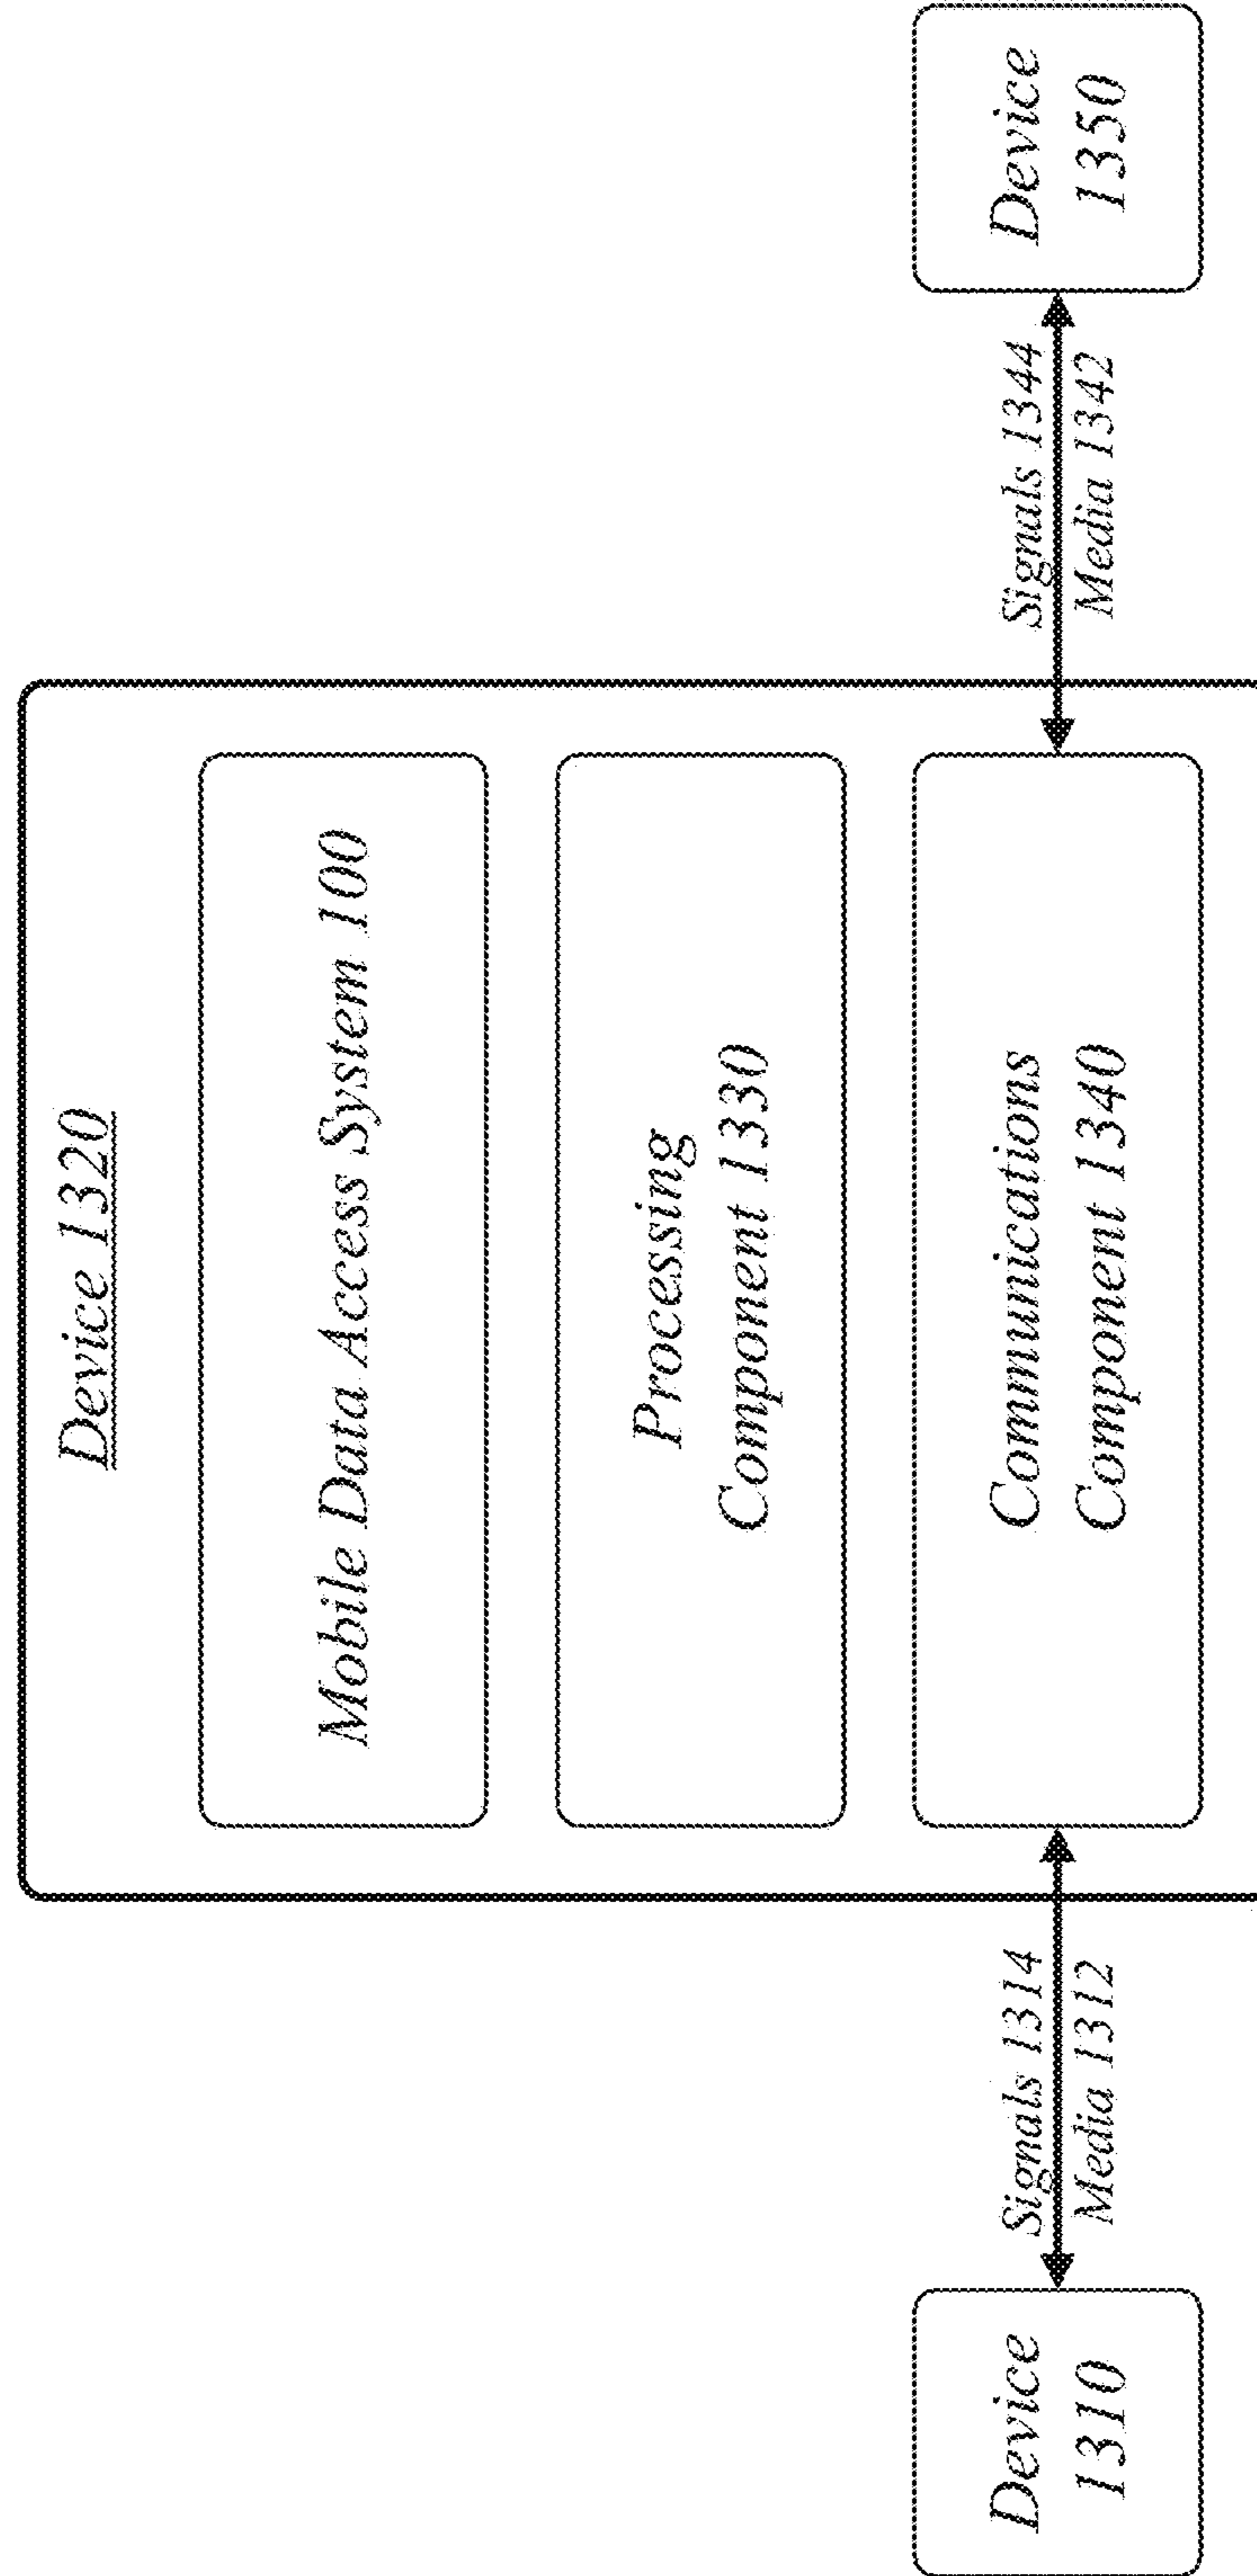 Device 1320
Mobile Data Access System 100
Processing
Component 1330
Device
1310
Signals 1314
Media 1312
Communications
Component 1340
Signals 1344
Media 1342
Device
1350